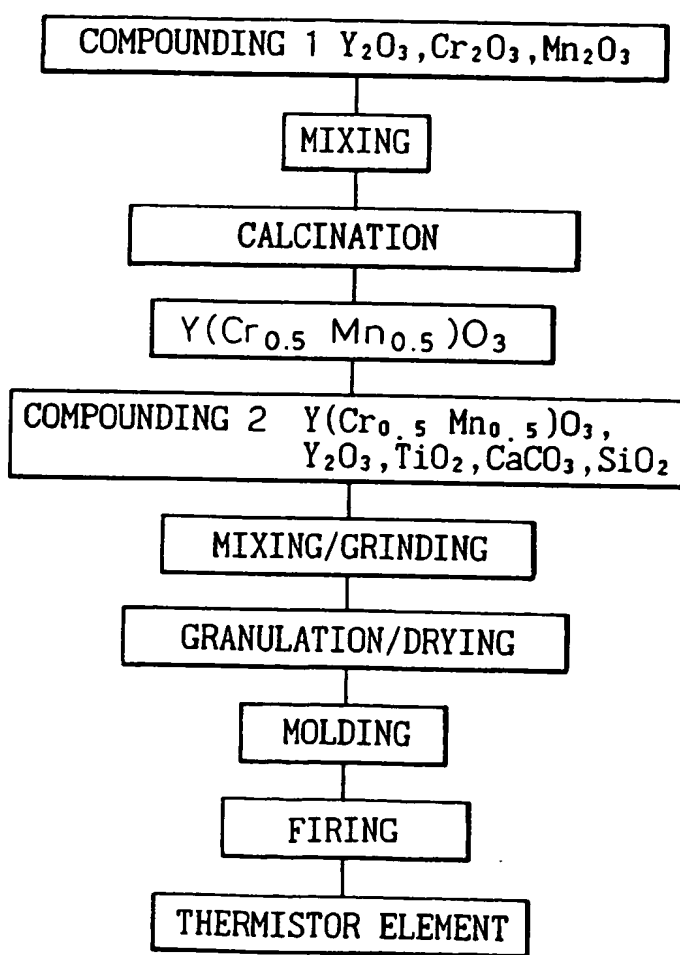 COMPOUNDING 1 Y₂O₃,Cr₂O₃,Mn₂O₃
MIXING
CALCINATION
Y(Cr₀.₅ Mn₀.₅)O₃
COMPOUNDING 2 Y(Cr₀.₅ Mn₀.₅)O₃,
Y₂O₃,TiO₂,CaCO₃,SiO₂
MIXING/GRINDING
GRANULATION/DRYING
MOLDING
FIRING
THERMISTOR ELEMENT